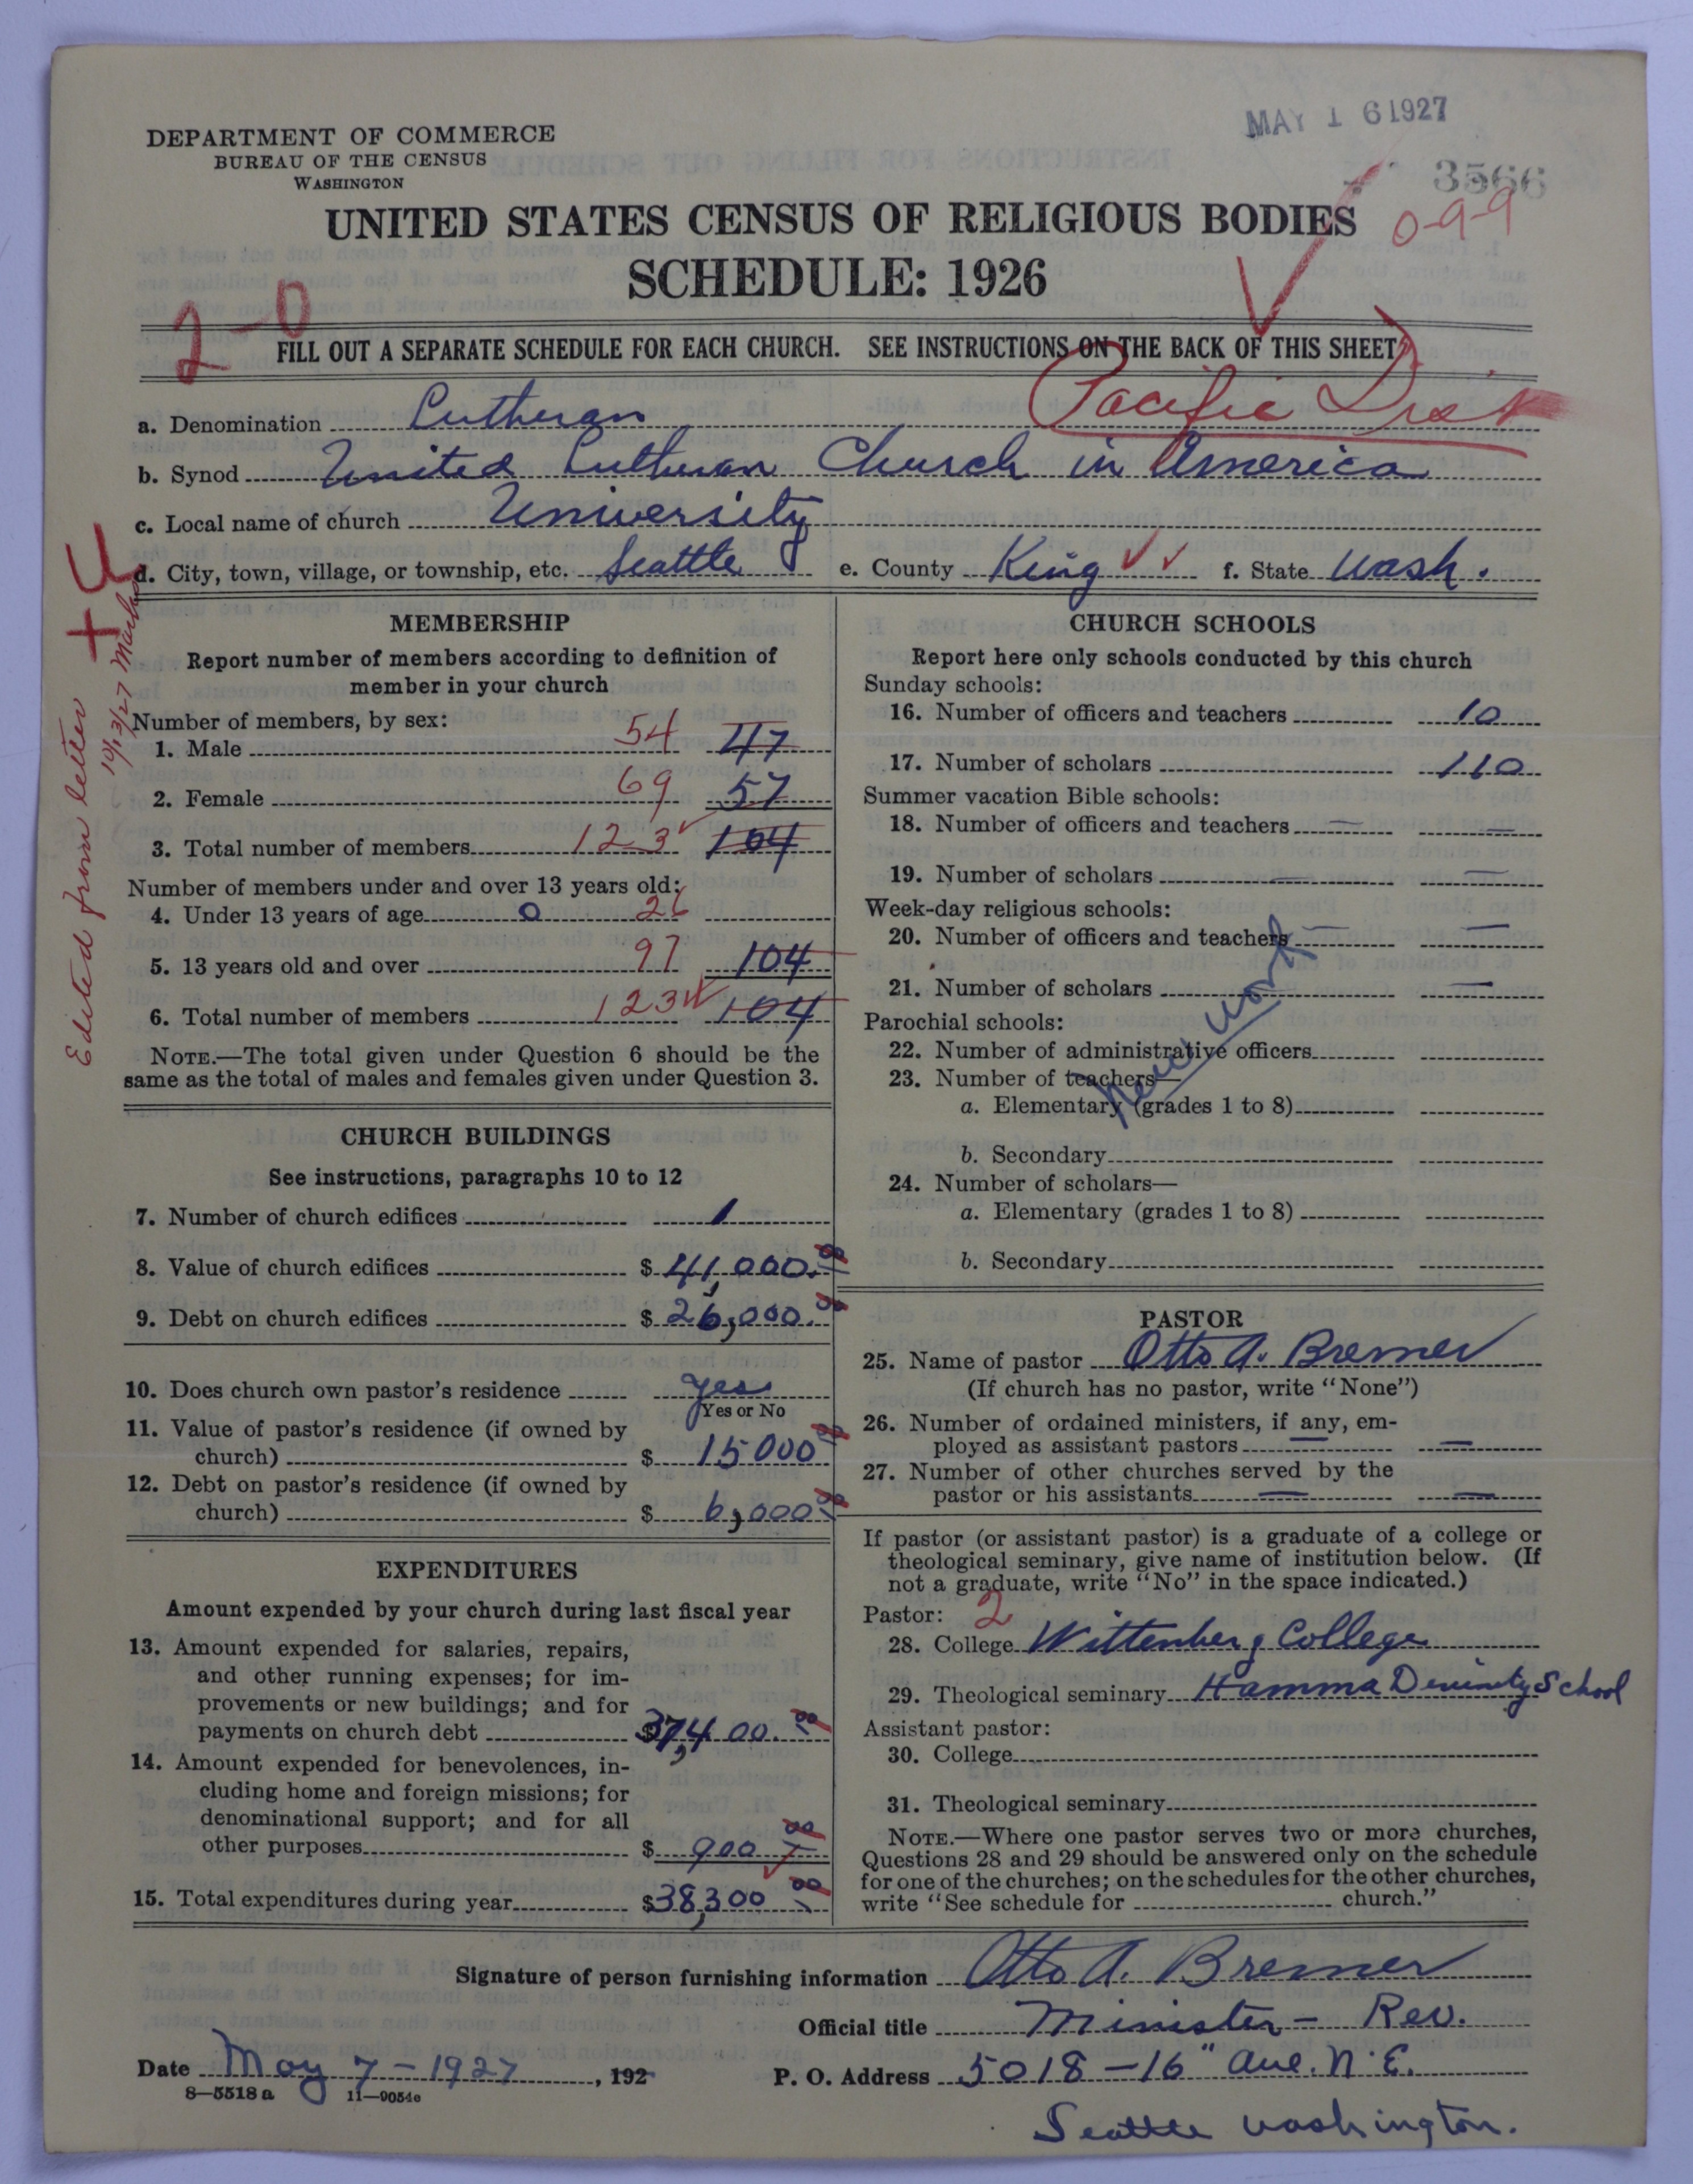 MAY 16 1927
DEPARTMENT OF COMMERCE
BUREAU OF THE CENSUS
WASHINGTON
3566
0-9-9
UNITED STATES CENSUS OF RELIGIOUS BODIES
SCHEDULE: 1926
2-0
FILL OUT A SEPARATE SCHEDULE FOR EACH CHURCH. SEE INSTRUCTIONS ON THE BACK OF THIS SHEET
Pacific Dist
a. Denomination Lutheran
b. Synod United Lutheran Church in America
c. Local name of church University
d. City, town, village, or township, etc. Seattle e. County King f. State Wash.
Edited from letter
10/13/27
MEMBERSHIP
Report number of members according to definition of
member in your church
Number of members, by sex:
1. Male 54 47
2. Female 69 57
3. Total number of members 123 104
Number of members under and over 13 years old:
4. Under 13 years of age 0 26
5. 13 years old and over 97 104
6. Total number of members 123 104
NOTE.—The total given under Question 6 should be the
same as the total of males and females given under Question 3.
CHURCH BUILDINGS
See instructions, paragraphs 10 to 12
7. Number of church edifices 1
8. Value of church edifices $ 41,000.00
9. Debt on church edifices $ 26,000.00
10. Does church own pastor's residence yes
Yes or No
11. Value of pastor's residence (if owned by
church) $ 15000 00
12. Debt on pastor's residence (if owned by
church) $ 6,000 00
EXPENDITURES
Amount expended by your church during last fiscal year
13. Amount expended for salaries, repairs,
and other running expenses; for im-
provements or new buildings; and for
payments on church debt $ 37,400.00
14. Amount expended for benevolences, in-
cluding home and foreign missions; for
denominational support; and for all
other purposes $ 900 00
15. Total expenditures during year $38,300 00
CHURCH SCHOOLS
Report here only schools conducted by this church
Sunday schools:
16. Number of officers and teachers 10
17. Number of scholars 110
Summer vacation Bible schools:
18. Number of officers and teachers — —
19. Number of scholars — —
Week-day religious schools:
20. Number of officers and teachers — —
21. Number of scholars — —
New work
Parochial schools:
22. Number of administrative officers
23. Number of teachers—
a. Elementary (grades 1 to 8)
b. Secondary
24. Number of scholars—
a. Elementary (grades 1 to 8)
b. Secondary
PASTOR
25. Name of pastor Otto A. Bremer
(If church has no pastor, write "None")
26. Number of ordained ministers, if any, em-
ployed as assistant pastors — —
27. Number of other churches served by the
pastor or his assistants — —
If pastor (or assistant pastor) is a graduate of a college or
theological seminary, give name of institution below. (If
not a graduate, write "No" in the space indicated.)
Pastor: 2
28. College Wittenberg College
29. Theological seminary Hamma Divinity School
Assistant pastor:
30. College
31. Theological seminary
NOTE.—Where one pastor serves two or more churches,
Questions 28 and 29 should be answered only on the schedule
for one of the churches; on the schedules for the other churches,
write "See schedule for church."
Signature of person furnishing information Otto A. Bremer
Official title Minister - Rev.
Date May 7-1927, 192 P. O. Address 5018-16" Ave. N.E.
8—5518 a 11—9054e
Seattle Washington.